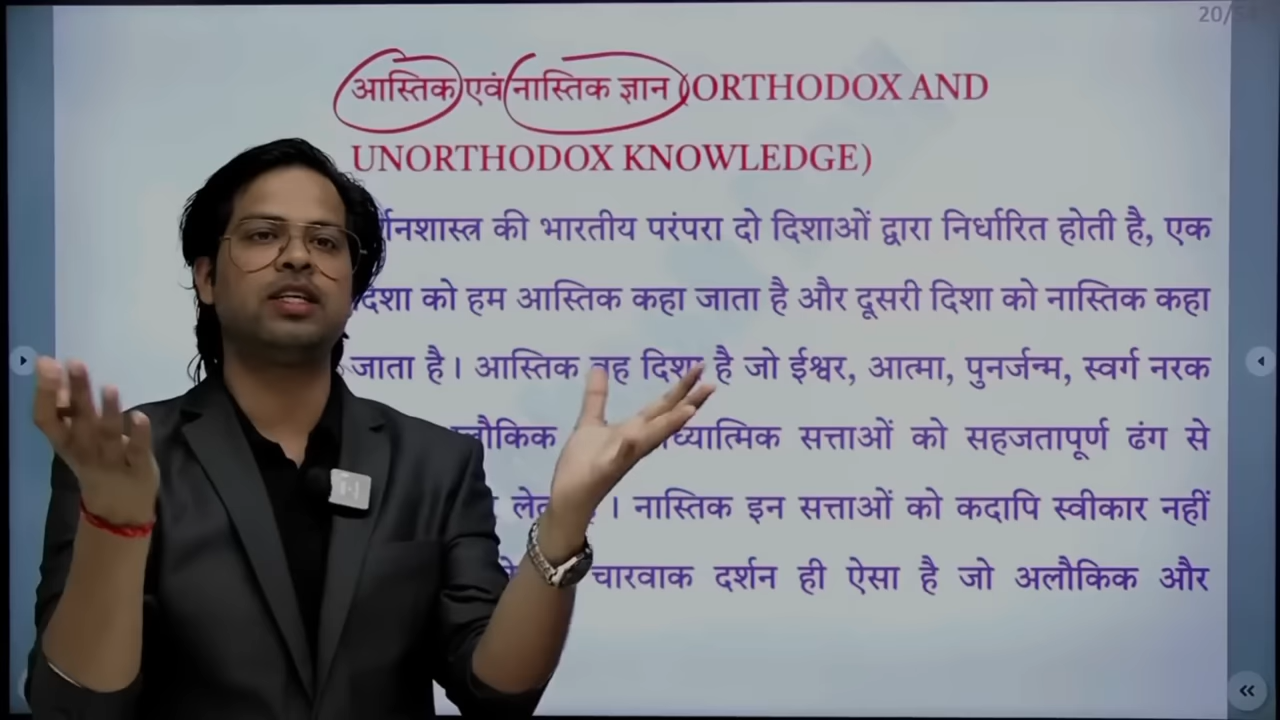 20/
आस्तिक एवं नास्तिक ज्ञान (ORTHODOX AND
UNORTHODOX KNOWLEDGE)
की भारतीय परंपरा दो दिशाओं द्वारा निर्धारित होती है, एक
दिशा को हम आस्तिक कहा जाता है और दूसरी दिशा को नास्तिक कहा
जाता है। आस्तिक वह दिशा है जो ईश्वर, आत्मा, पुनर्जन्म, स्वर्ग नरक
सत्ताओं को सहजतापूर्ण ढंग से
। नास्तिक इन सत्ताओं को कदापि स्वीकार नहीं
चारवाक दर्शन ही ऐसा है जो अलौकिक और